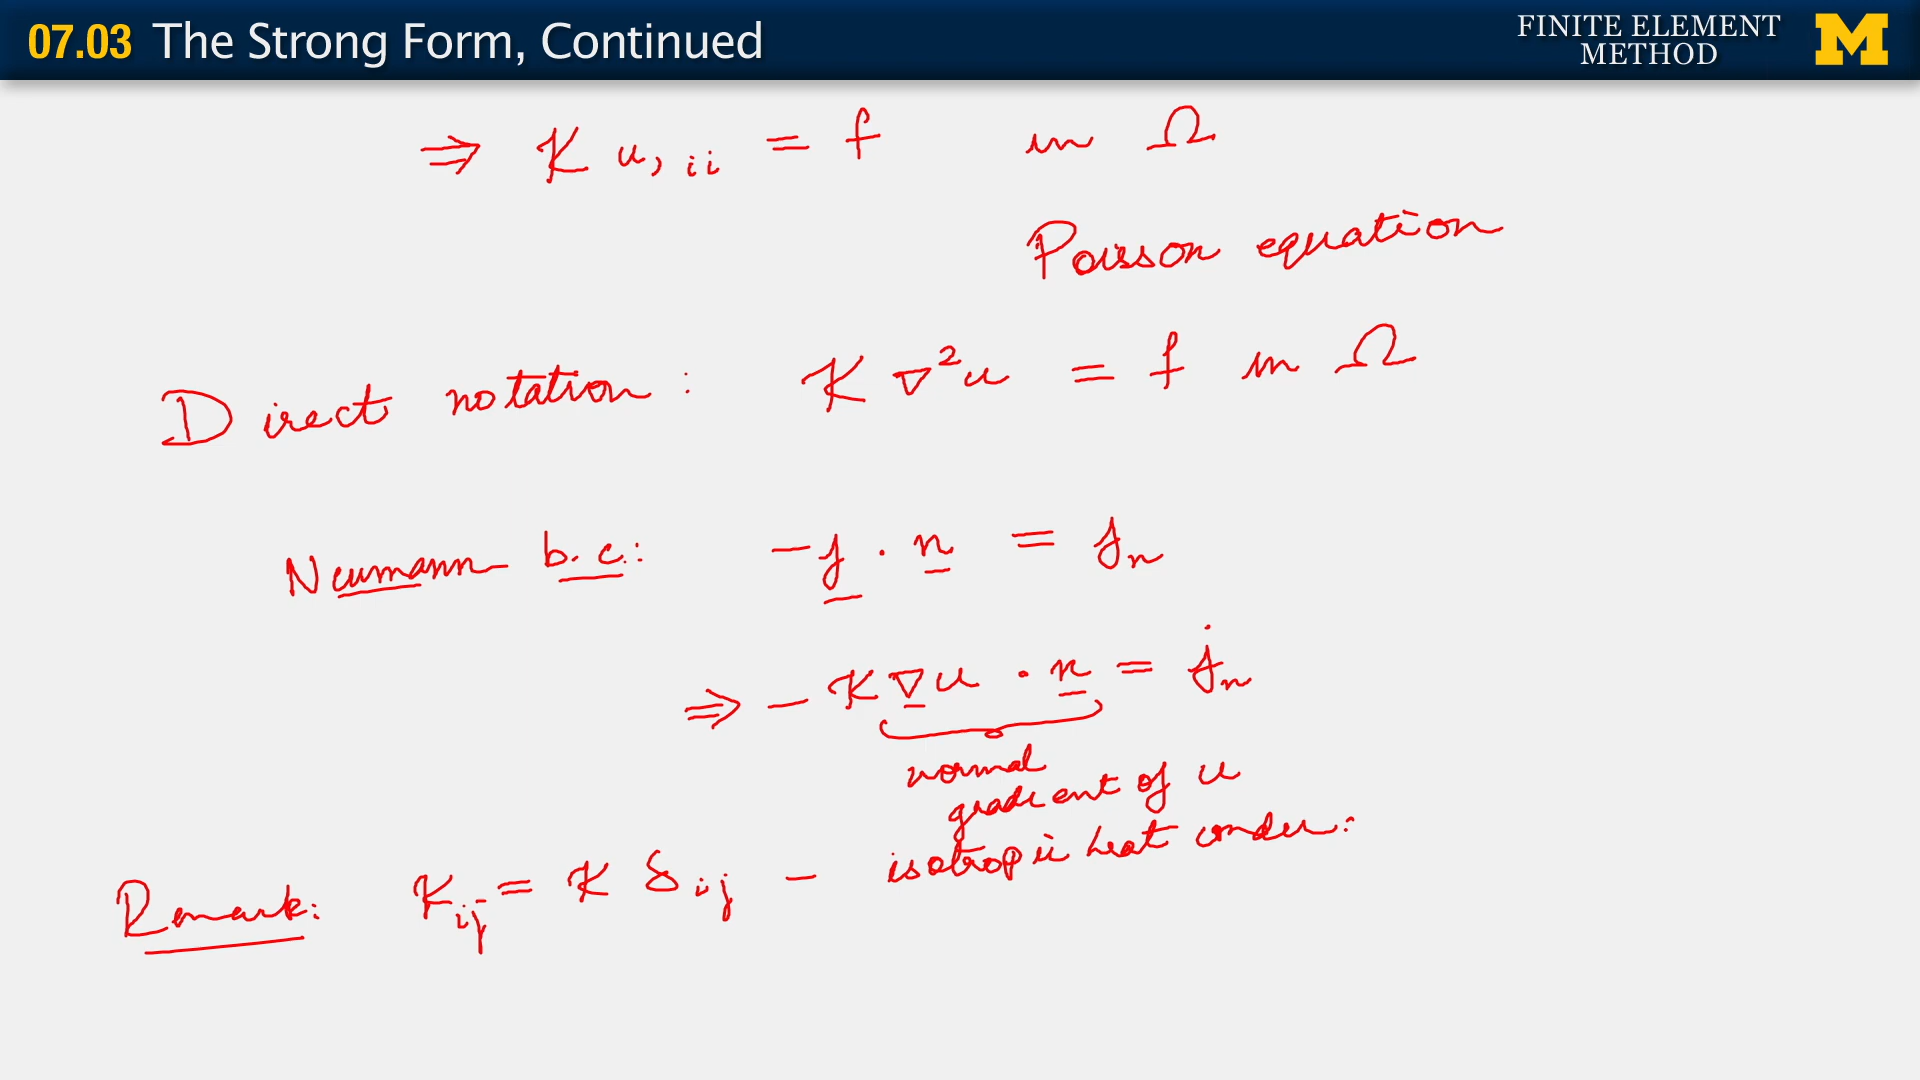 07.03 The Strong Form, Continued
FINITE ELEMENT
METHOD
M
⇒ K u,ii = f in Ω
Poisson equation
Direct notation: K ∇²u = f in Ω
Neumann b.c.: -j · n = jn
⇒ - K ∇u · n = jn
normal
gradient of u
Remark: Kij = K δij - isotropic heat conduc.